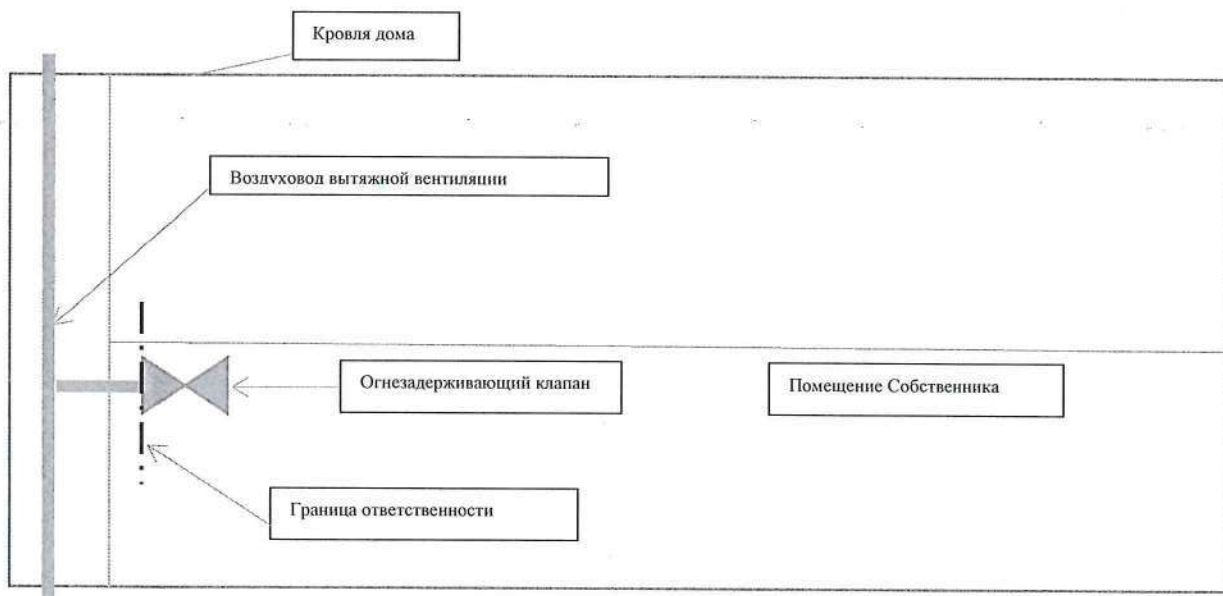 Кровля дома
Воздуховод вытяжной вентиляции
Огнезадерживающий клапан
Помещение Собственника
Граница ответственности